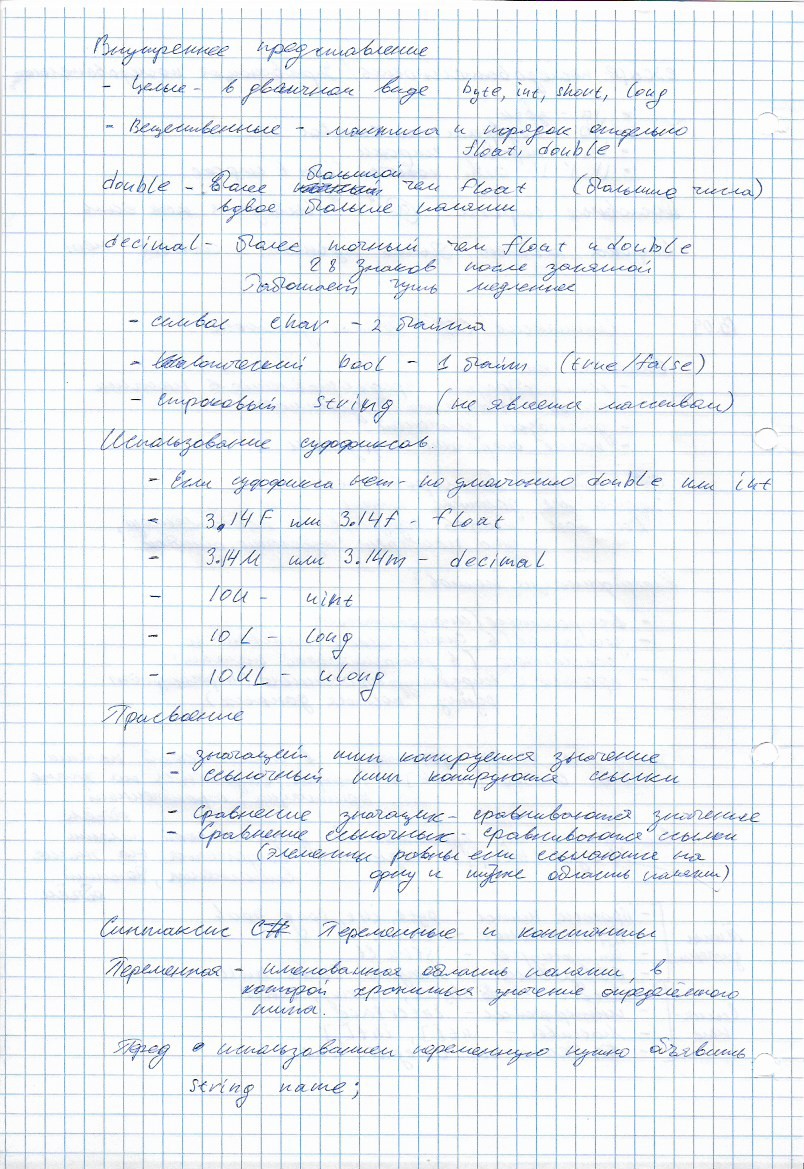 Внутреннее представление
- Целые - в двоичном виде byte, int, short, long
- Вещественные - мантисса и порядок отдельно
float, double
большой
double - более чем float (большие числа)
вдвое больше памяти
decimal - более точный чем float и double
28 знаков после запятой
Работает чуть медленнее
- символ char - 2 байта
- логический bool - 1 байт (true/false)
- строковый string (не является массивом)
Использование суффиксов.
- Если суффикса нет - по умолчанию double или int
- 3.14F или 3.14f - float
- 3.14M или 3.14m - decimal
- 10U - uint
- 10L - long
- 10UL - ulong
Присвоение
- значащий тип копируется значение
- ссылочный тип копируются ссылки
- Сравнение значащих - сравниваются значение
- Сравнение ссылочных - сравниваются ссылки
(элементы равны если ссылаются на
одну и ту же область памяти)
Синтаксис C# Переменные и константы
Переменная - именованная область памяти, в
которой хранится значение определённого
типа.
Перед использованием переменную нужно объявить
string name;